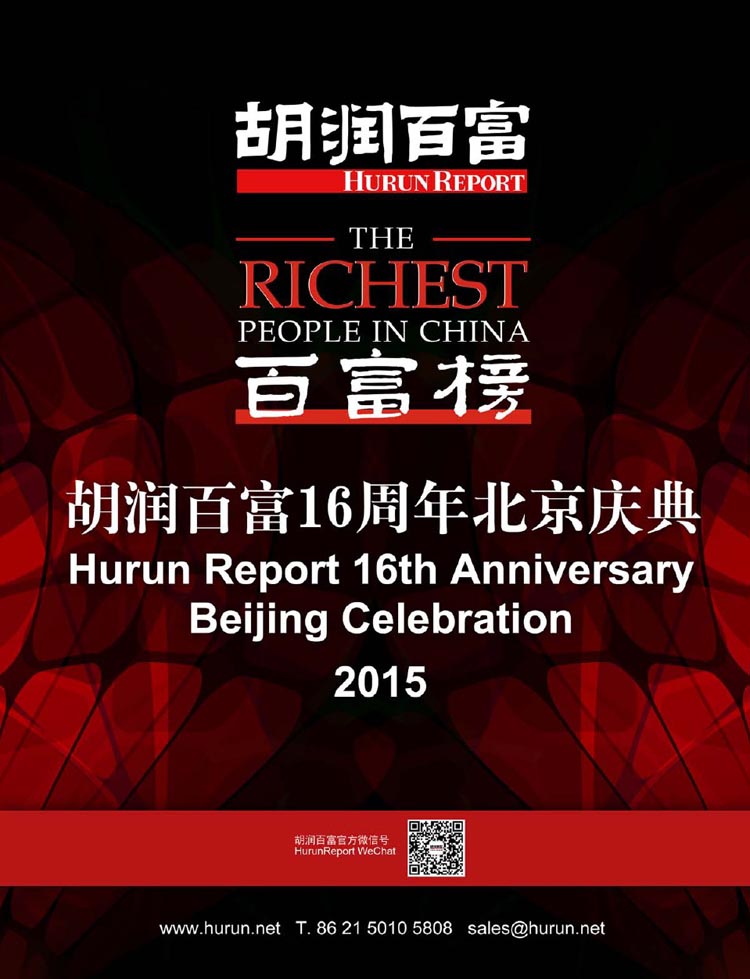 胡润百富
HURUN REPORT
THE
RICHEST
PEOPLE IN CHINA
百富榜
胡润百富16周年北京庆典
Hurun Report 16th Anniversary
Beijing Celebration
2015
胡润百富官方微信号
HurunReport WeChat
www.hurun.net T. 86 21 5010 5808 sales@hurun.net